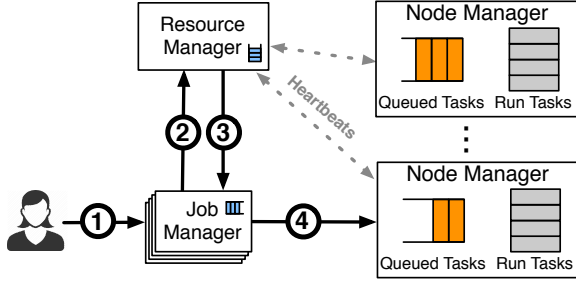 Resource
Manager
Node Manager
Queued Tasks Run Tasks
Heartbeats
2
3
Node Manager
Queued Tasks Run Tasks
1
Job
Manager
4